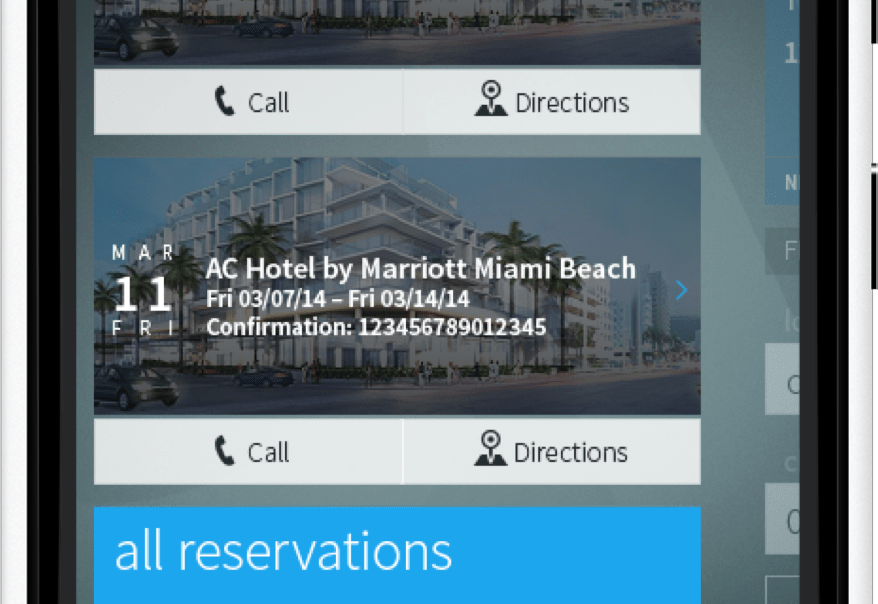 Call
Directions
MAR
11
FRI
AC Hotel by Marriott Miami Beach
Fri 03/07/14 – Fri 03/14/14
Confirmation: 123456789012345
Call
Directions
all reservations